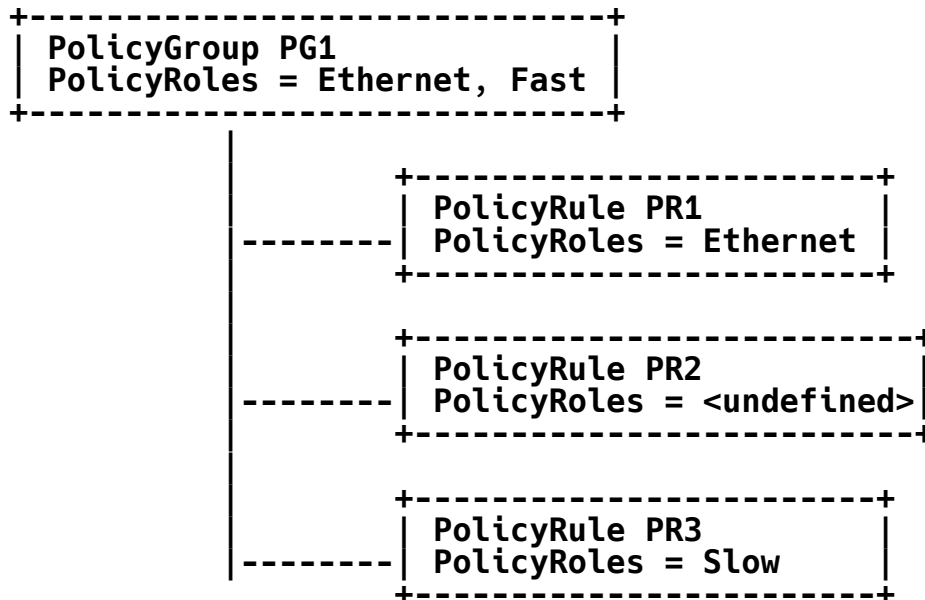 PolicyGroup PG1
PolicyRoles = Ethernet, Fast
PolicyRule PR1
PolicyRoles = Ethernet
PolicyRule PR2
PolicyRoles = <undefined>
PolicyRule PR3
PolicyRoles = Slow